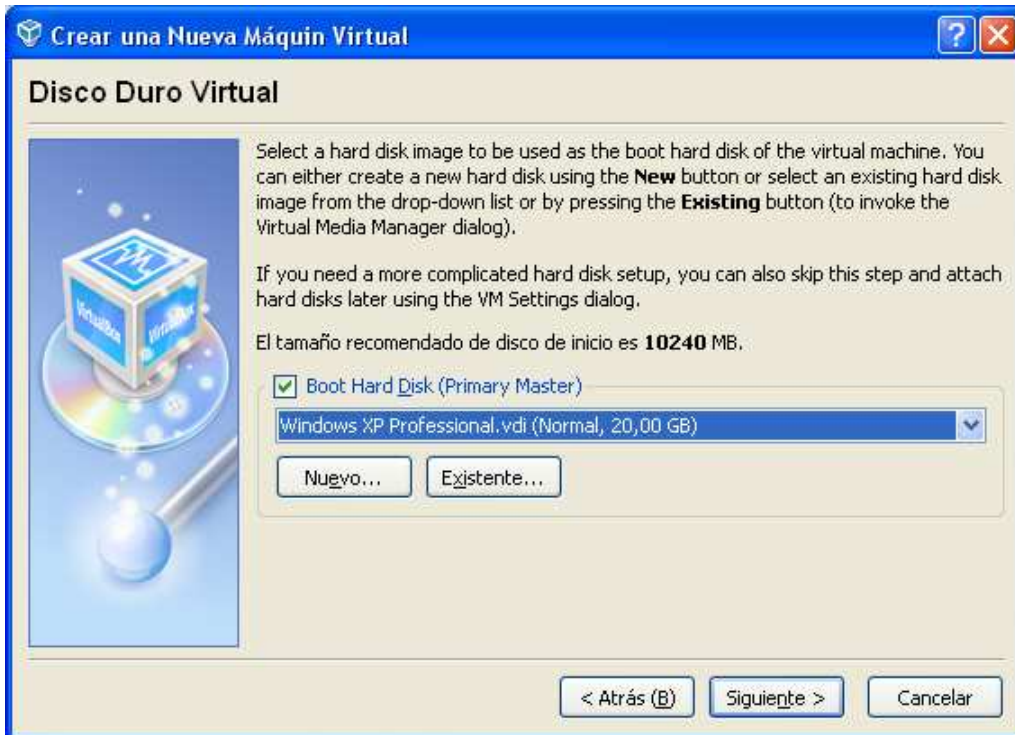 Crear una Nueva Máquin Virtual
Disco Duro Virtual
Select a hard disk image to be used as the boot hard disk of the virtual machine. You
can either create a new hard disk using the New button or select an existing hard disk
image from the drop-down list or by pressing the Existing button (to invoke the
Virtual Media Manager dialog).
If you need a more complicated hard disk setup, you can also skip this step and attach
hard disks later using the VM Settings dialog.
El tamaño recomendado de disco de inicio es 10240 MB.
Boot Hard Disk (Primary Master)
Windows XP Professional.vdi (Normal, 20,00 GB)
Nuevo... Existente...
VirtualBox VirtualBox
< Atrás (B) Siguiente > Cancelar